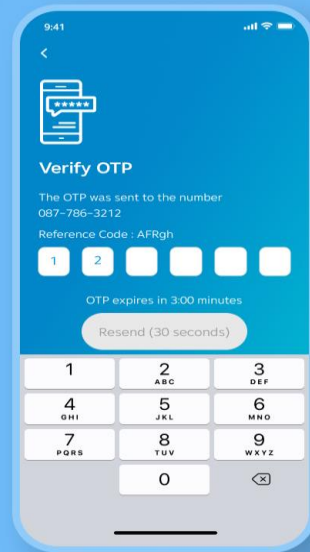 9:41
Verify OTP
The OTP was sent to the number
087-786-3212
Reference Code : AFRgh
1 2
OTP expires in 3:00 minutes
Resend (30 seconds)
1 2 3
ABC DEF
4 5 6
GHI JKL MNO
7 8 9
PQRS TUV WXYZ
0